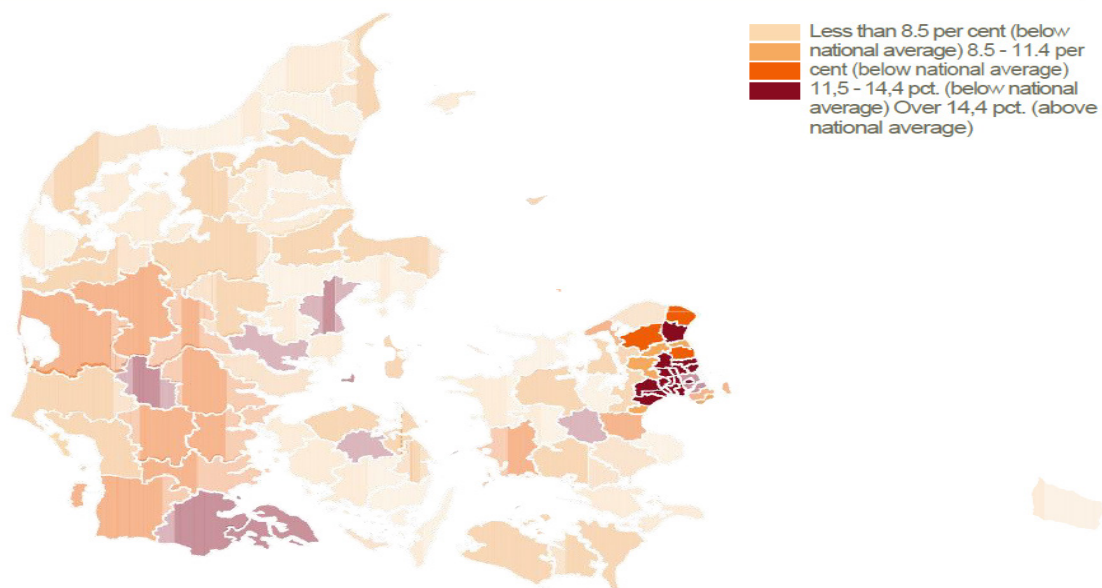 Less than 8.5 per cent (below
national average) 8.5 - 11.4 per
cent (below national average)
11,5 - 14,4 pct. (below national
average) Over 14,4 pct. (above
national average)